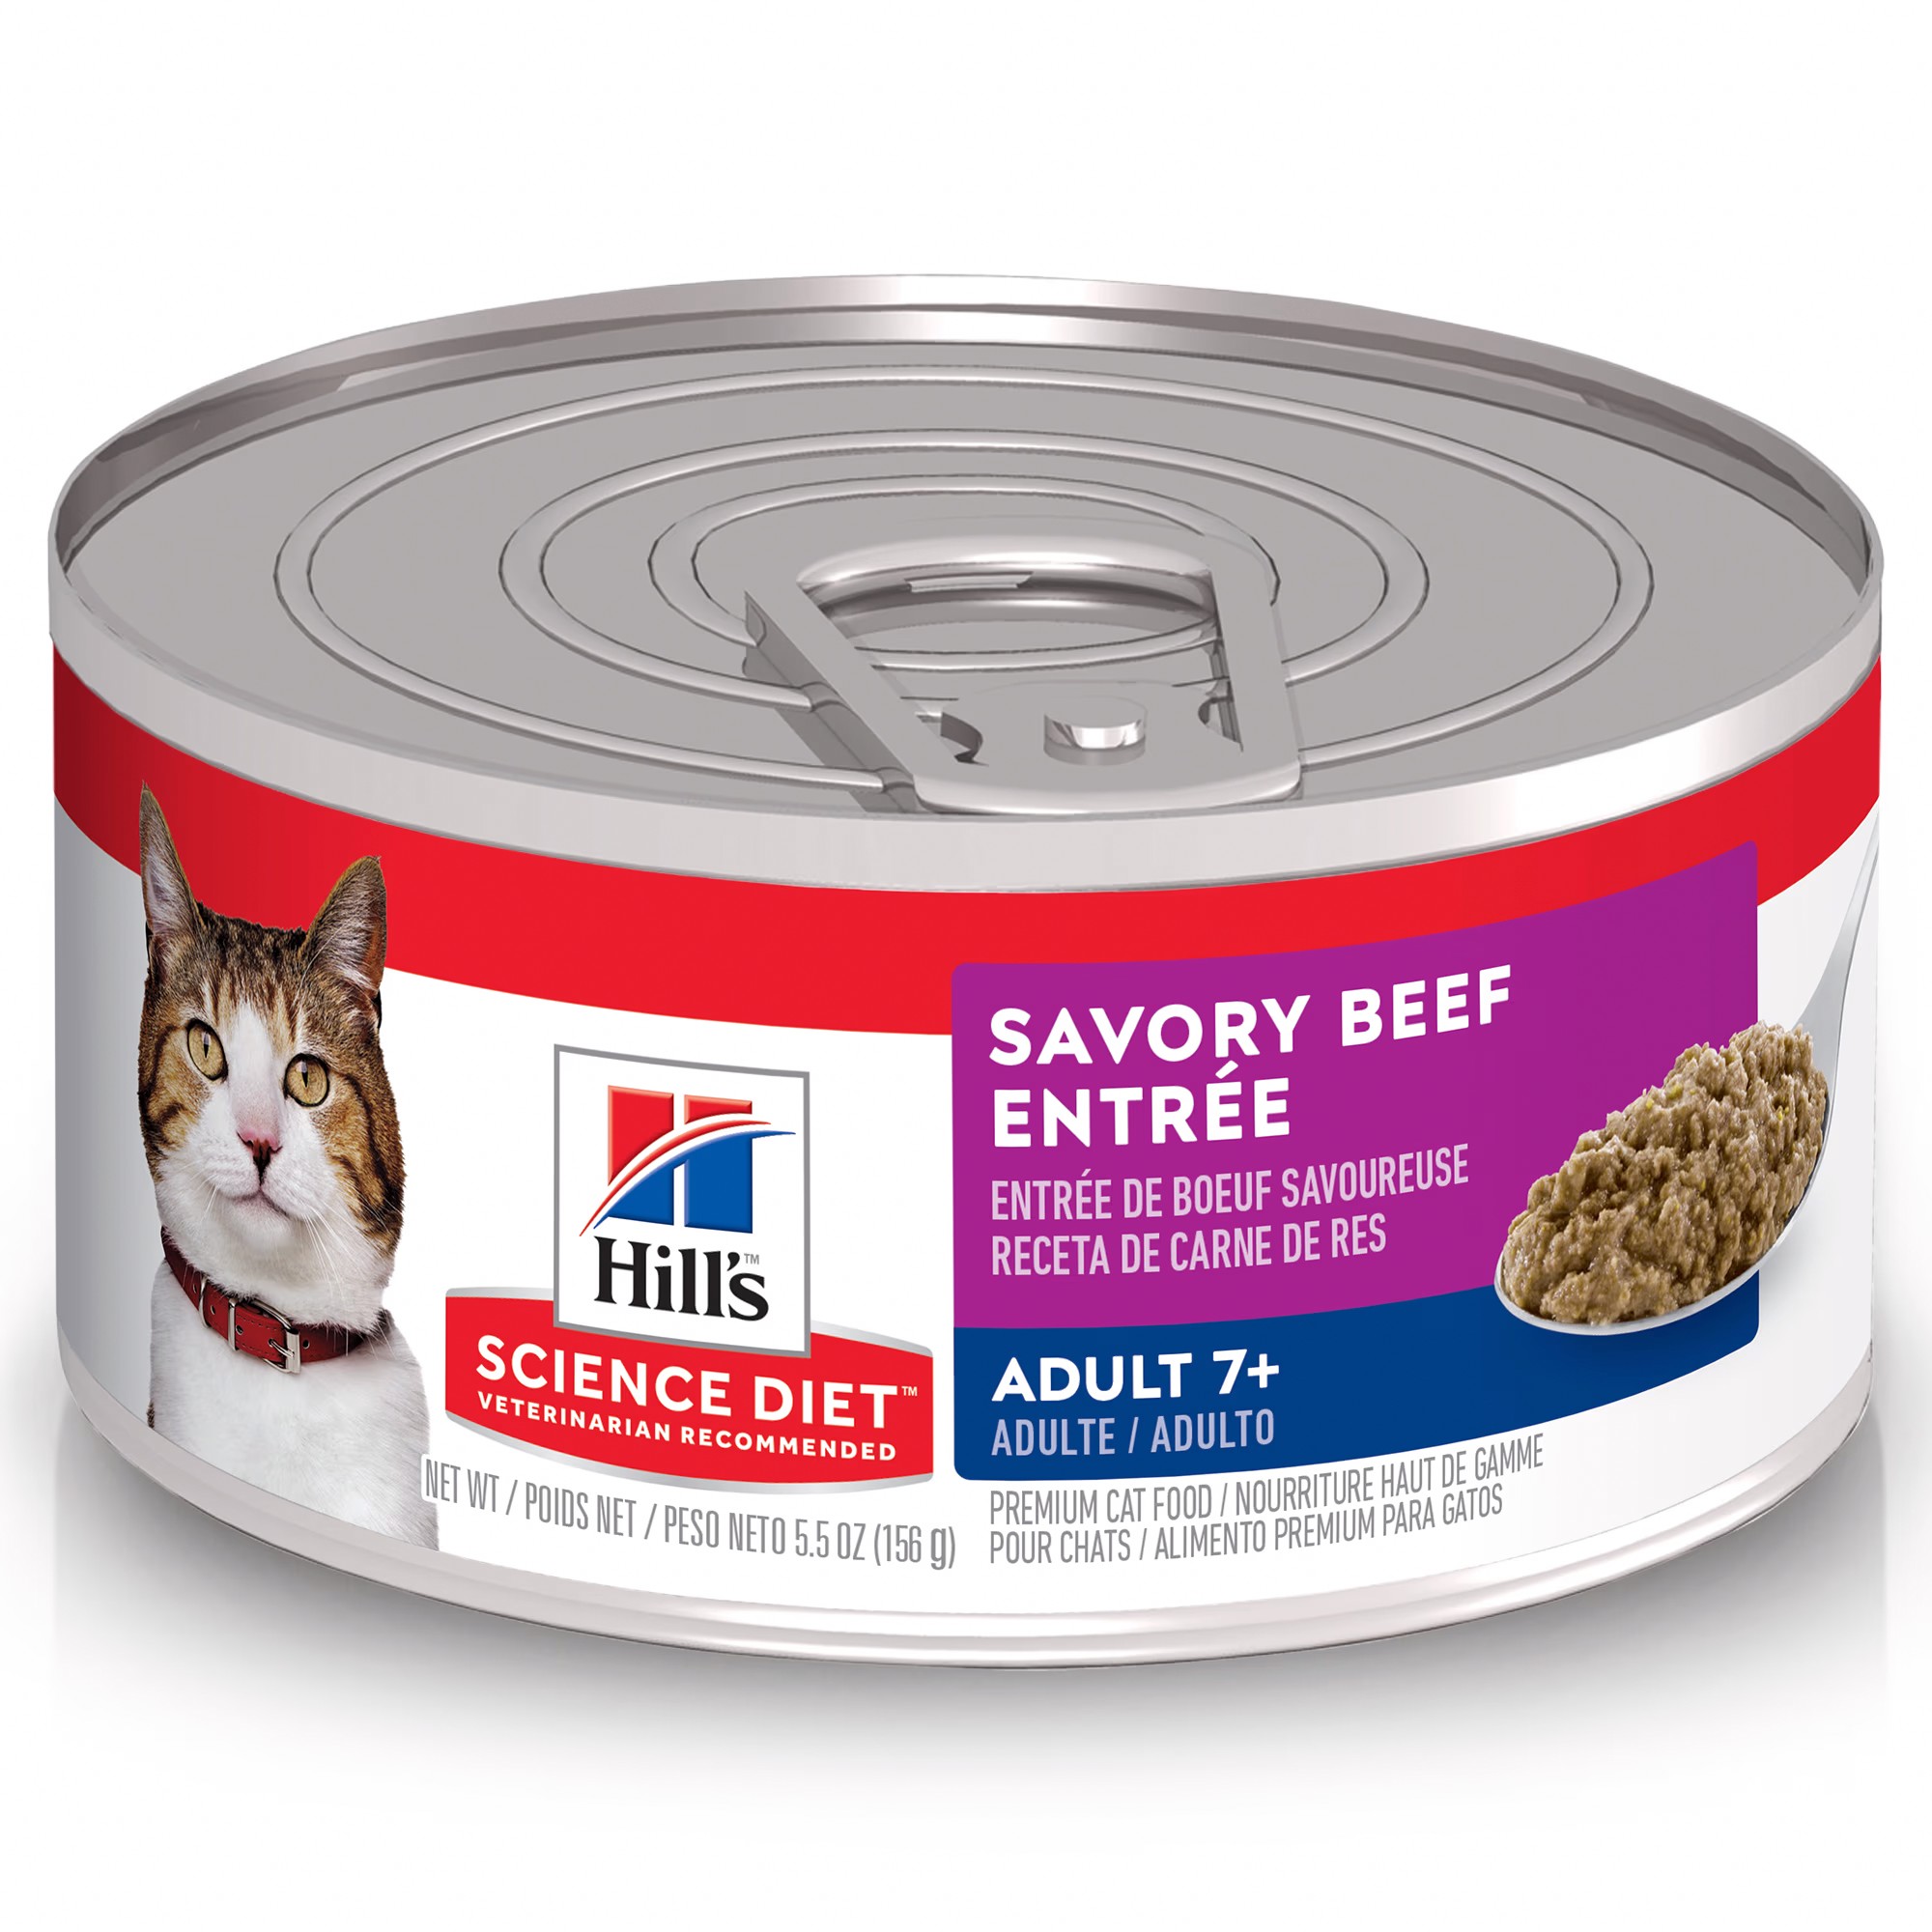 Hill's™
SCIENCE DIET™
VETERINARIAN RECOMMENDED
NET WT / POIDS NET / PESO NETO 5.5 OZ (156 g)
SAVORY BEEF
ENTRÉE
ENTRÉE DE BOEUF SAVOUREUSE
RECETA DE CARNE DE RES
ADULT 7+
ADULTE / ADULTO
PREMIUM CAT FOOD / NOURRITURE HAUT DE GAMME
POUR CHATS / ALIMENTO PREMIUM PARA GATOS